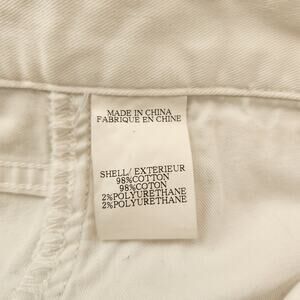 MADE IN CHINA
FABRIQUE EN CHINE
SHELL/ EXTERIEUR
98%COTTON
98%COTON
2%POLYURETHANE
2%POLYURETHANE